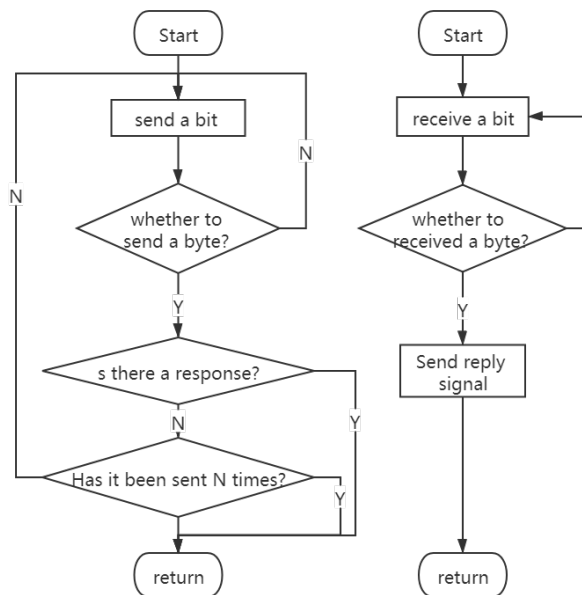 Start
send a bit
N
N
whether to
send a byte?
Y
s there a response?
N
Y
Has it been sent N times?
Y
return
Start
receive a bit
whether to
received a byte?
Y
Send reply
signal
return